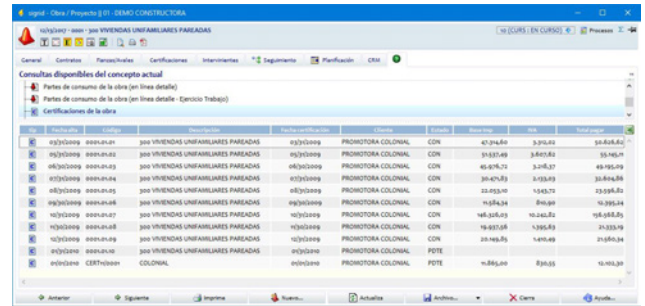 sigrid - Obra / Proyecto § 01 - DEMO CONSTRUCTORA
12/13/2017 - 0001 - 300 VIVIENDAS UNIFAMILIARES PAREADAS
10 [CURS : EN CURSO]
Procesos
General Contratos Fianzas/Avales Certificaciones Intervinientes Seguimiento Planificación CRM
Consultas disponibles del concepto actual
Partes de consumo de la obra (en línea detalle)
Partes de consumo de la obra (en línea detalle - Ejercicio Trabajo)
Certificaciones de la obra
Fecha alta Código Descripción Fecha certificación Cliente Estado Base imp. IVA Total pagar
03/31/2009 0001.01.01 300 VIVIENDAS UNIFAMILIARES PAREADAS 03/31/2009 PROMOTORA COLONIAL CON 47.314,60 3.312,02 50.626,62
05/31/2009 0001.01.02 300 VIVIENDAS UNIFAMILIARES PAREADAS 05/31/2009 PROMOTORA COLONIAL CON 51.537,49 3.607,62 55.145,11
06/30/2009 0001.01.03 300 VIVIENDAS UNIFAMILIARES PAREADAS 06/30/2009 PROMOTORA COLONIAL CON 45.976,72 3.218,37 49.195,09
07/31/2009 0001.01.04 300 VIVIENDAS UNIFAMILIARES PAREADAS 07/31/2009 PROMOTORA COLONIAL CON 30.471,83 2.133,03 32.604,86
08/31/2009 0001.01.05 300 VIVIENDAS UNIFAMILIARES PAREADAS 08/31/2009 PROMOTORA COLONIAL CON 22.053,10 1.543,72 23.596,82
09/30/2009 0001.01.06 300 VIVIENDAS UNIFAMILIARES PAREADAS 09/30/2009 PROMOTORA COLONIAL CON 11.584,34 810,90 12.395,24
10/31/2009 0001.01.07 300 VIVIENDAS UNIFAMILIARES PAREADAS 10/31/2009 PROMOTORA COLONIAL CON 146.326,03 10.242,82 156.568,85
11/30/2009 0001.01.08 300 VIVIENDAS UNIFAMILIARES PAREADAS 11/30/2009 PROMOTORA COLONIAL CON 19.937,56 1.395,63 21.333,19
12/31/2009 0001.01.09 300 VIVIENDAS UNIFAMILIARES PAREADAS 12/31/2009 PROMOTORA COLONIAL CON 20.149,85 1.410,49 21.560,34
01/31/2010 0001.01.10 300 VIVIENDAS UNIFAMILIARES PAREADAS 01/31/2010 PROMOTORA COLONIAL PDTE
01/01/2010 CERT11/0001 COLONIAL 01/01/2010 PROMOTORA COLONIAL PDTE 11.865,00 830,55 12.102,30
Anterior Siguiente Imprime Nuevo... Actualiza Archivo... Cierra Ayuda...